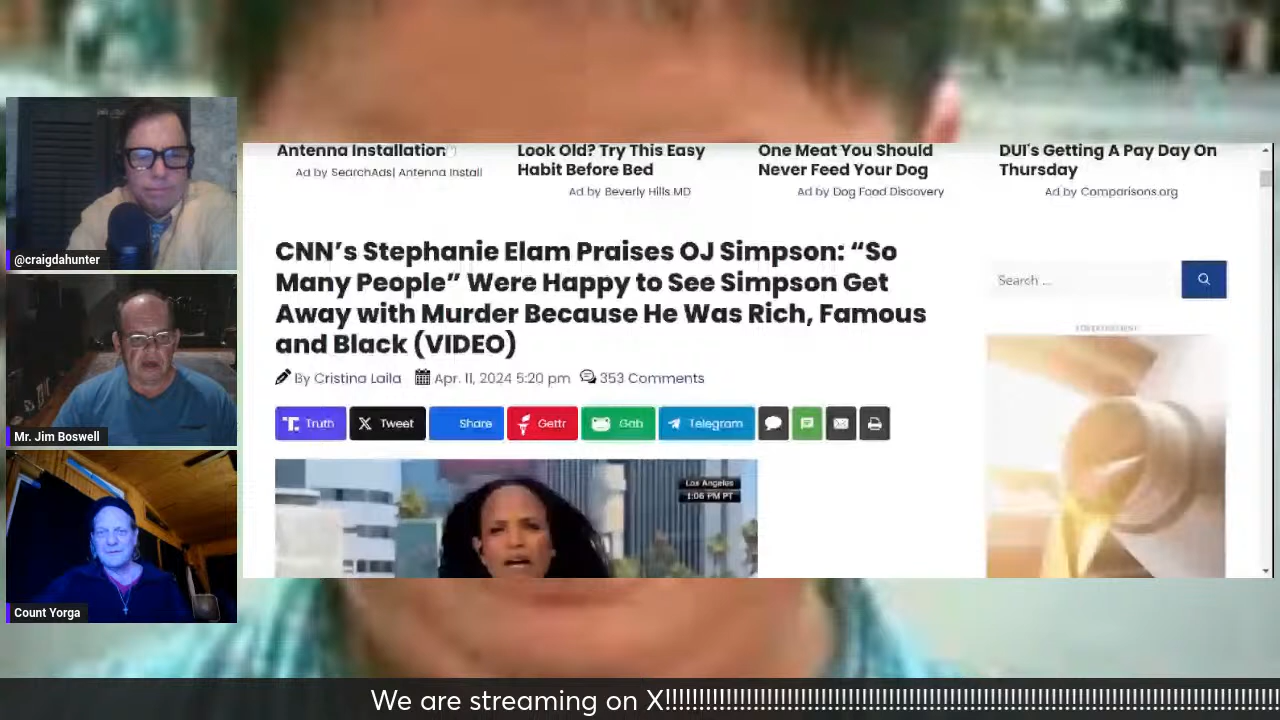 Antenna Installation
Ad by SearchAds| Antenna Install
Look Old? Try This Easy
Habit Before Bed
Ad by Beverly Hills MD
One Meat You Should
Never Feed Your Dog
Ad by Dog Food Discovery
DUI's Getting A Pay Day On
Thursday
Ad by Comparisons.org
CNN’s Stephanie Elam Praises OJ Simpson: “So
Many People” Were Happy to See Simpson Get
Away with Murder Because He Was Rich, Famous
and Black (VIDEO)
By Cristina Laila Apr. 11, 2024 5:20 pm 353 Comments
Truth Tweet Share Gettr Gab Telegram
Search ...
Los Angeles
1:06 PM PT
@craigdahunter
Mr. Jim Boswell
Count Yorga
We are streaming on X!!!!!!!!!!!!!!!!!!!!!!!!!!!!!!!!!!!!!!!!!!!!!!!!!!!!!!!!!!!!!!!!!!!!!!!!!!!!!!!!!!!!!!